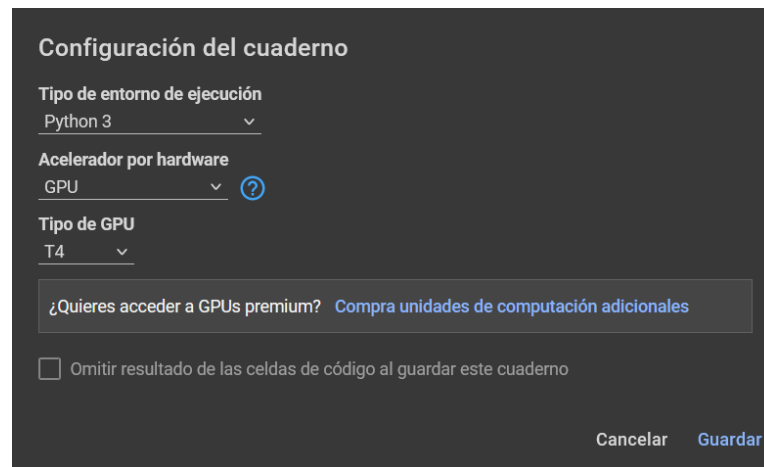 Configuración del cuaderno
Tipo de entorno de ejecución
Python 3
Acelerador por hardware
GPU
?
Tipo de GPU
T4
¿Quieres acceder a GPUs premium? Compra unidades de computación adicionales
Omitir resultado de las celdas de código al guardar este cuaderno
Cancelar Guardar